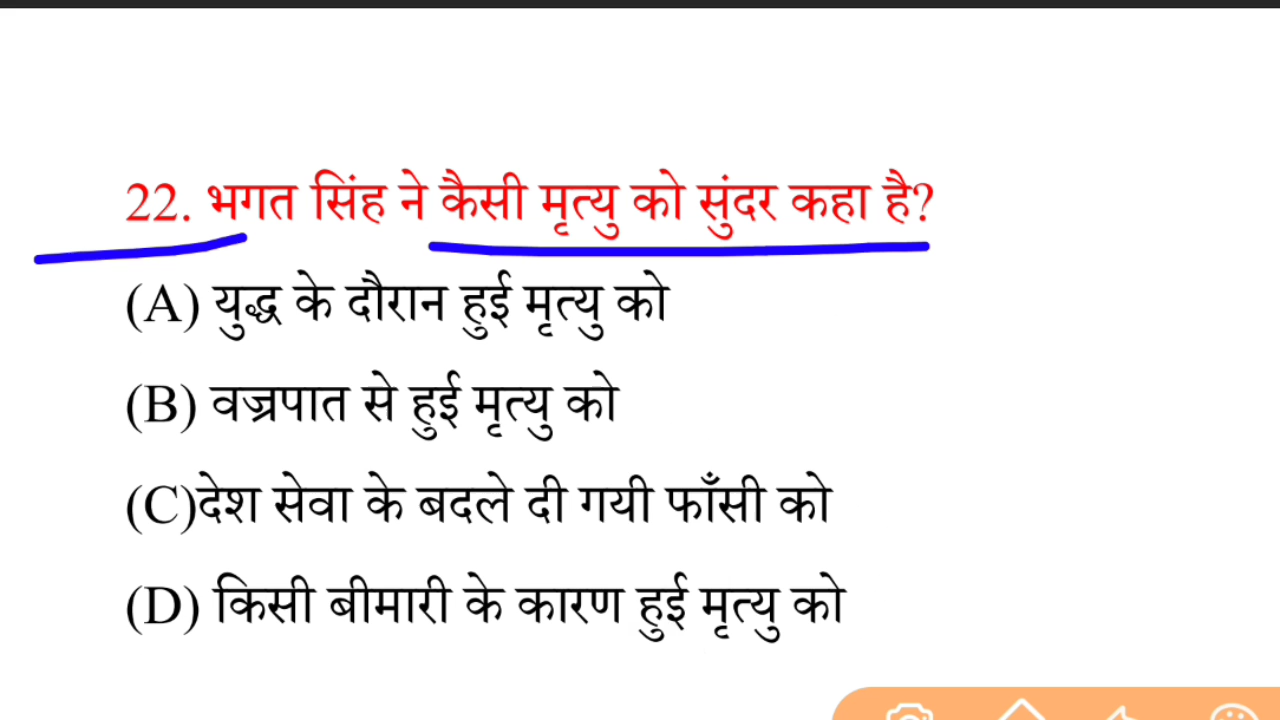 22. भगत सिंह ने कैसी मृत्यु को सुंदर कहा है?
(A) युद्ध के दौरान हुई मृत्यु को
(B) वज्रपात से हुई मृत्यु को
(C)देश सेवा के बदले दी गयी फाँसी को
(D) किसी बीमारी के कारण हुई मृत्यु को